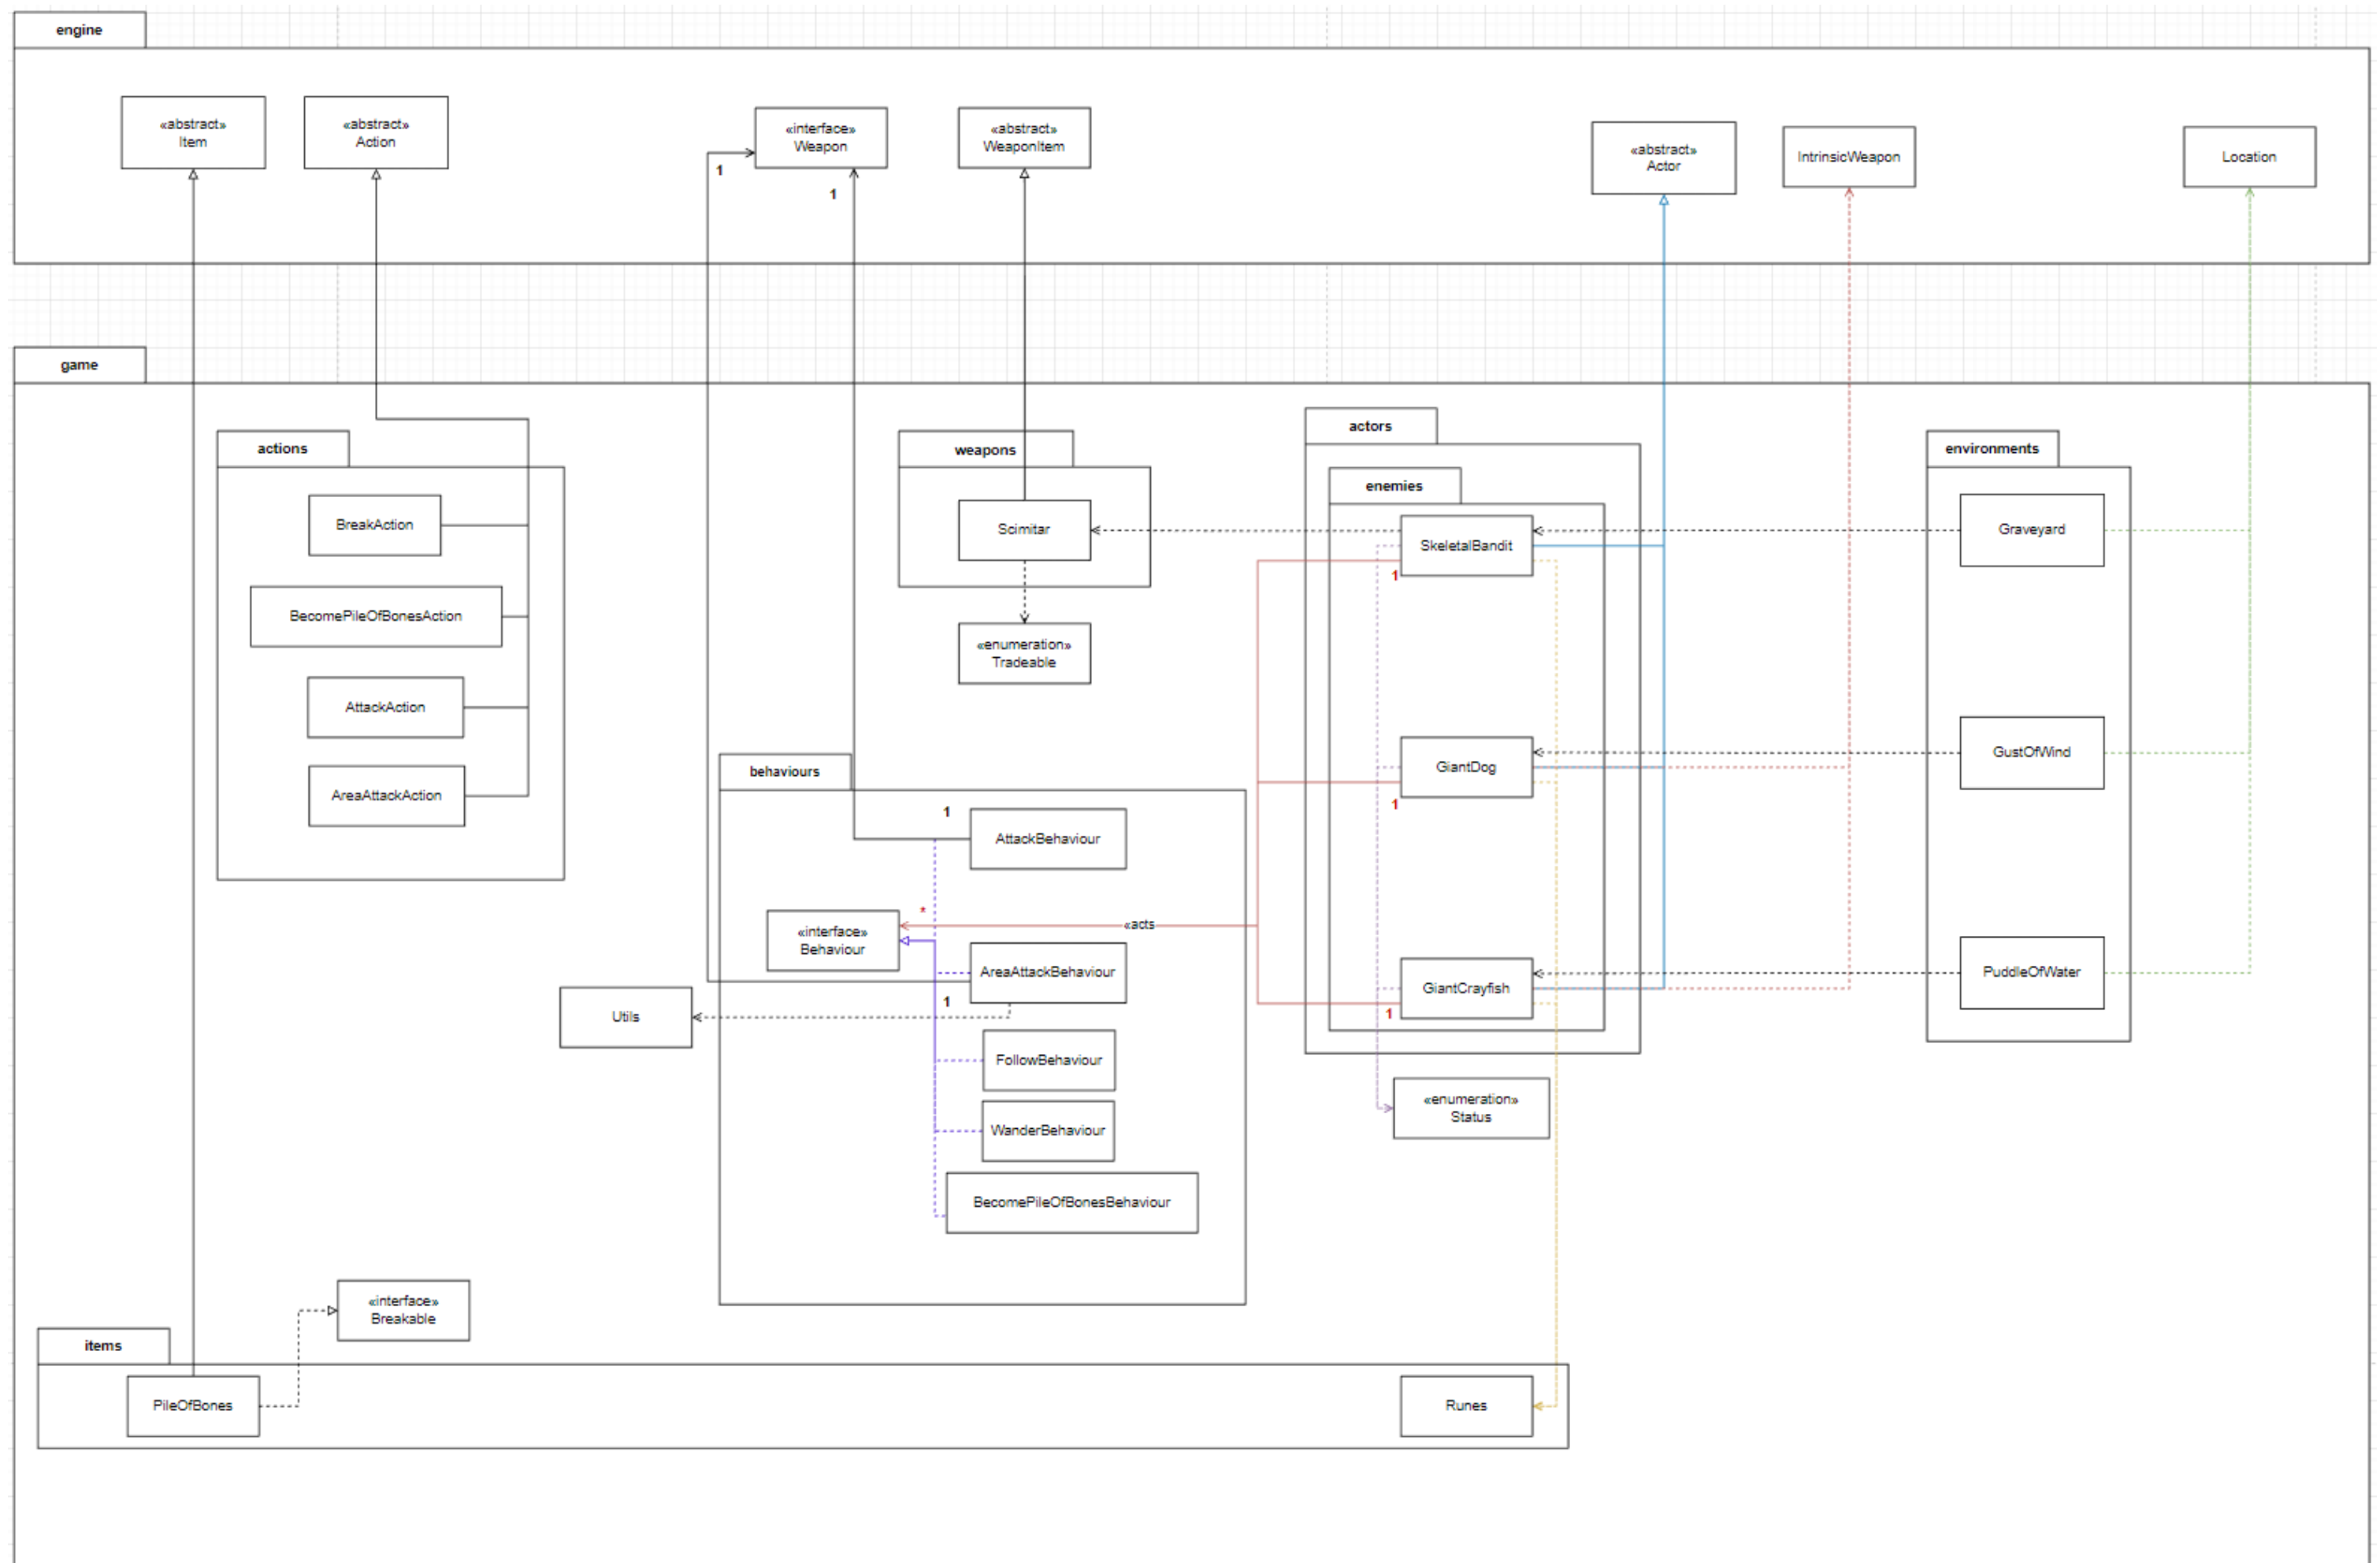 engine
«abstract»
Item
«abstract»
Action
«interface»
Weapon
«abstract»
WeaponItem
«abstract»
Actor
IntrinsicWeapon
Location
1
1
game
actions
BreakAction
BecomePileOfBonesAction
AttackAction
AreaAttackAction
weapons
Scimitar
«enumeration»
Tradeable
actors
enemies
SkeletalBandit
1
GiantDog
1
GiantCrayfish
1
environments
Graveyard
GustOfWind
PuddleOfWater
behaviours
1
AttackBehaviour
*
«acts
«interface»
Behaviour
AreaAttackBehaviour
1
Utils
FollowBehaviour
WanderBehaviour
BecomePileOfBonesBehaviour
«enumeration»
Status
«interface»
Breakable
items
PileOfBones
Runes